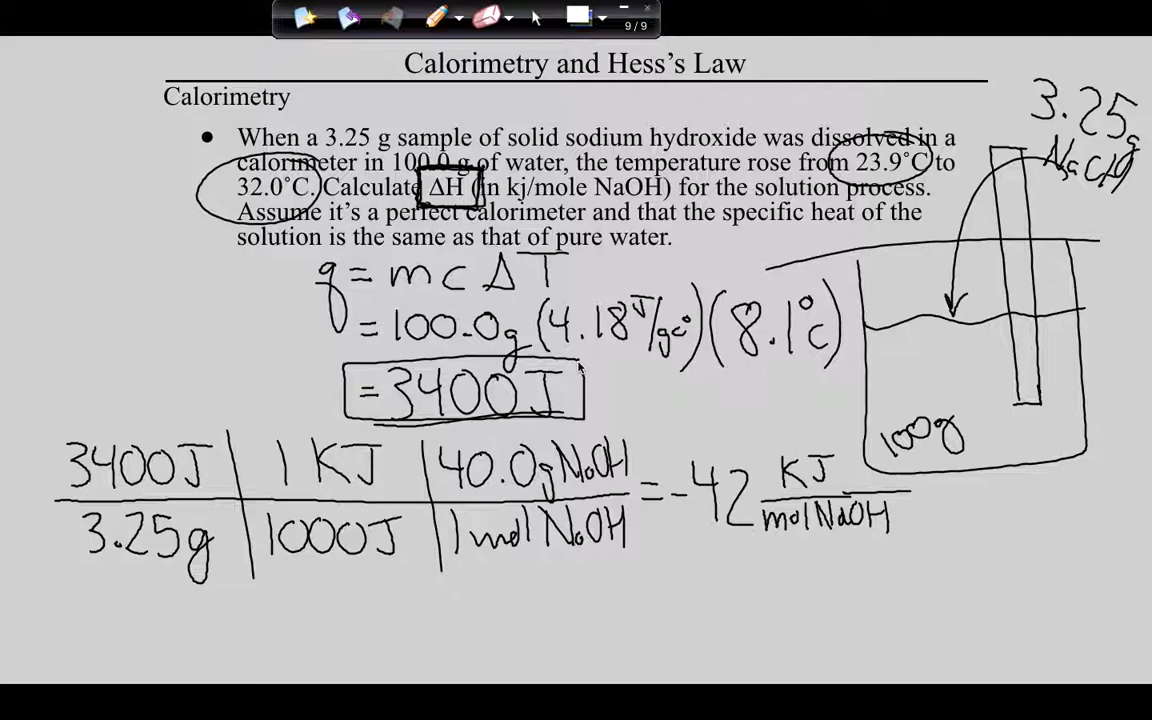 9/9
Calorimetry and Hess's Law
Calorimetry
• When a 3.25 g sample of solid sodium hydroxide was dissolved in a
calorimeter in 100.0 g of water, the temperature rose from 23.9°C to
32.0°C. Calculate ΔH (in kj/mole NaOH) for the solution process.
Assume it's a perfect calorimeter and that the specific heat of the
solution is the same as that of pure water.
3.25g
NaOH
q = mcΔT
= 100.0g (4.18 J/gc°)(8.1°C)
= 3400J
100g
3400J | 1 KJ | 40.0g NaOH = -42 KJ
3.25g | 1000J | 1 mol NaOH mol NaOH